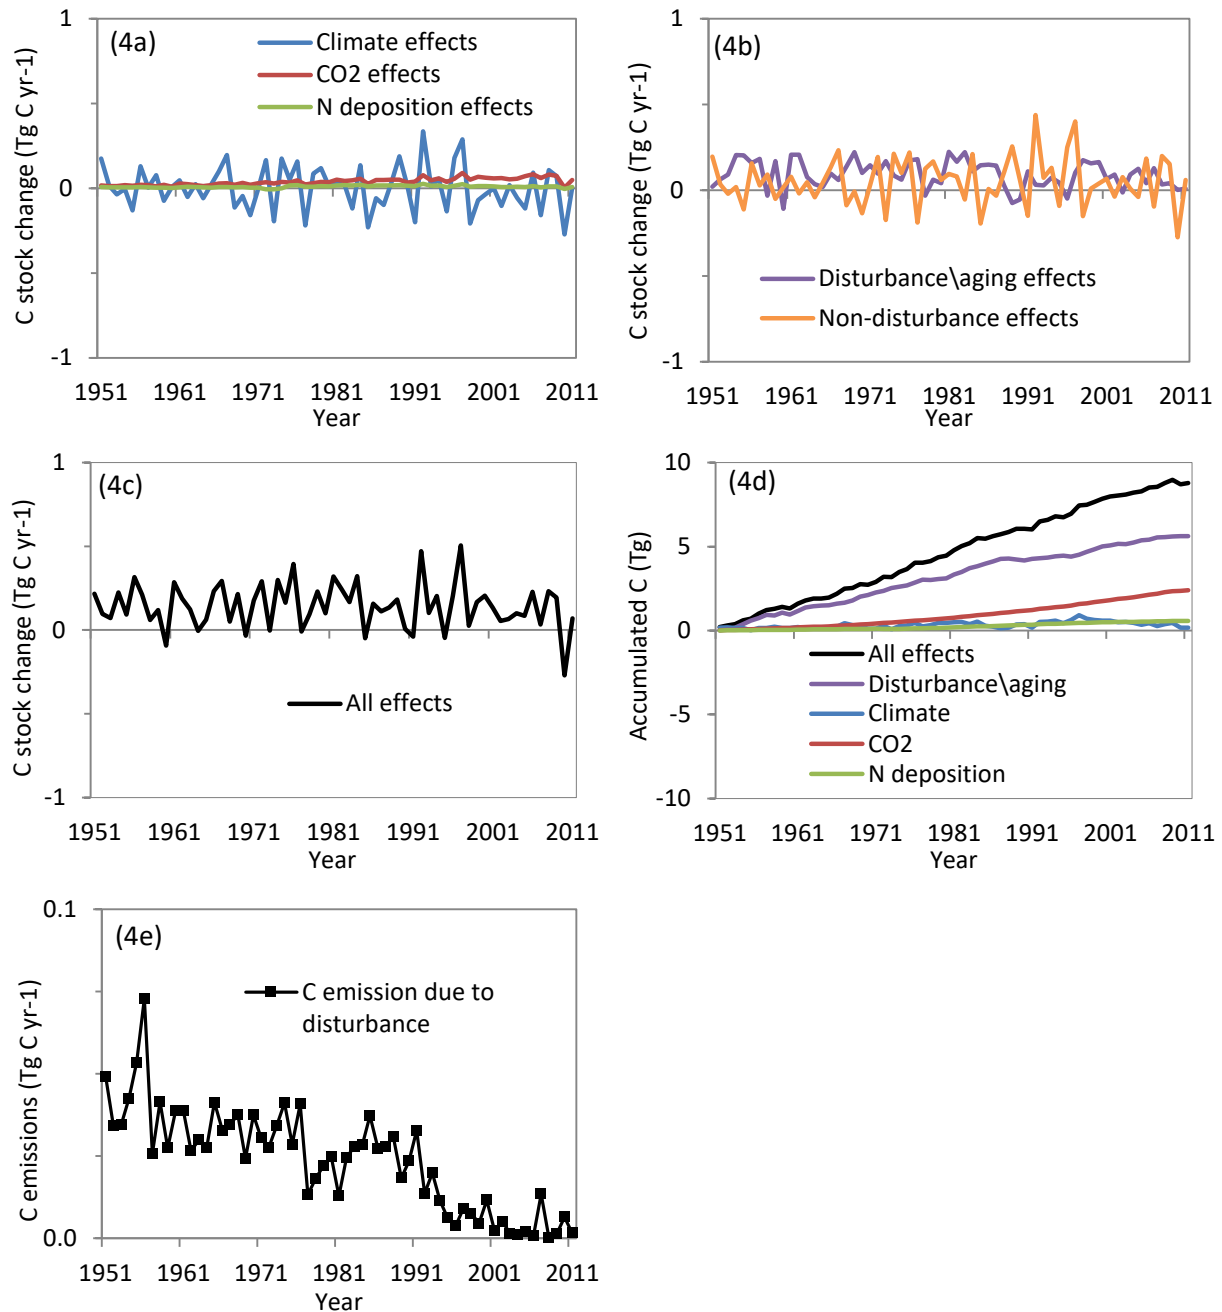 (4a)
Climate effects
CO2 effects
N deposition effects
C stock change (Tg C yr-1)
1
0
-1
1951 1961 1971 1981 1991 2001 2011
Year
(4b)
Disturbance\aging effects
Non-disturbance effects
C stock change (Tg C yr-1)
1
0
-1
1951 1961 1971 1981 1991 2001 2011
Year
(4c)
All effects
C stock change (Tg C yr-1)
1
0
-1
1951 1961 1971 1981 1991 2001 2011
Year
(4d)
All effects
Disturbance\aging
Climate
CO2
N deposition
Accumulated C (Tg)
10
5
0
-5
-10
1951 1961 1971 1981 1991 2001 2011
Year
(4e)
C emission due to
disturbance
C emissions (Tg C yr-1)
0.1
0.0
1951 1961 1971 1981 1991 2001 2011
Year